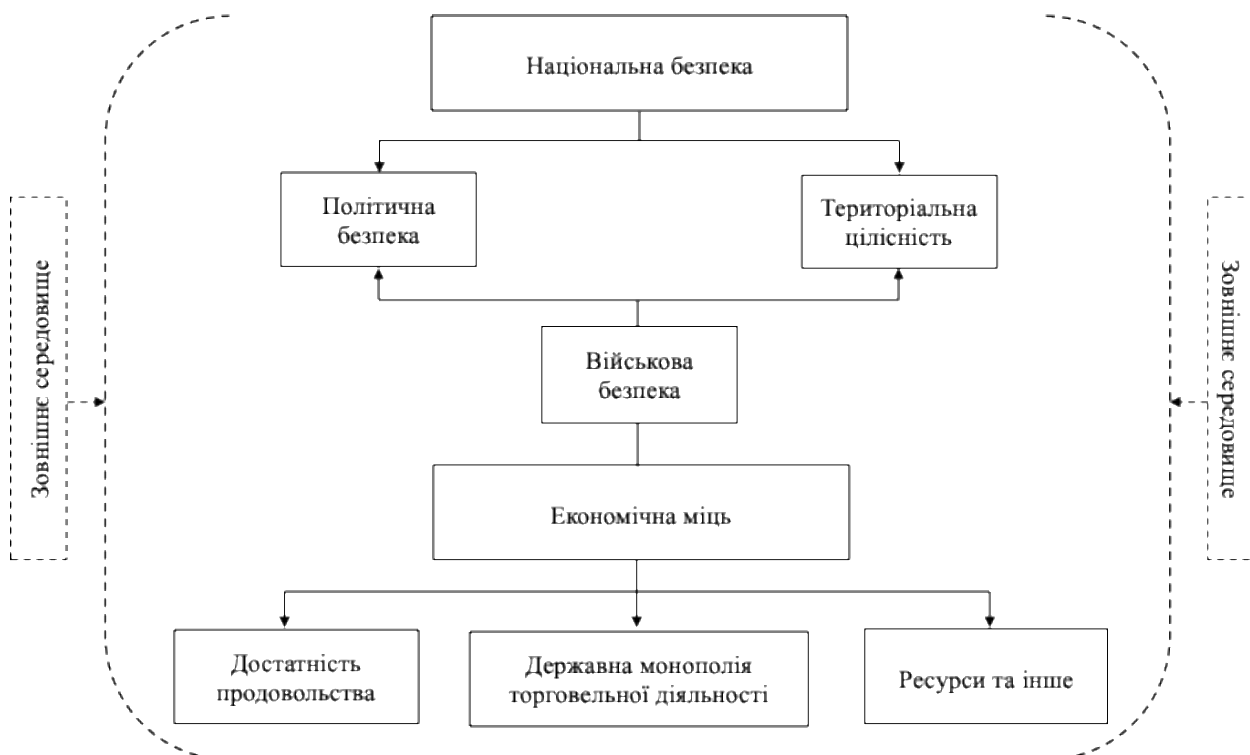 Національна безпека
Політична
безпека
Територіальна
цілісність
Зовнішнє середовище
Зовнішнє середовище
Військова
безпека
Економічна міць
Достатність
продовольства
Державна монополія
торговельної діяльності
Ресурси та інше